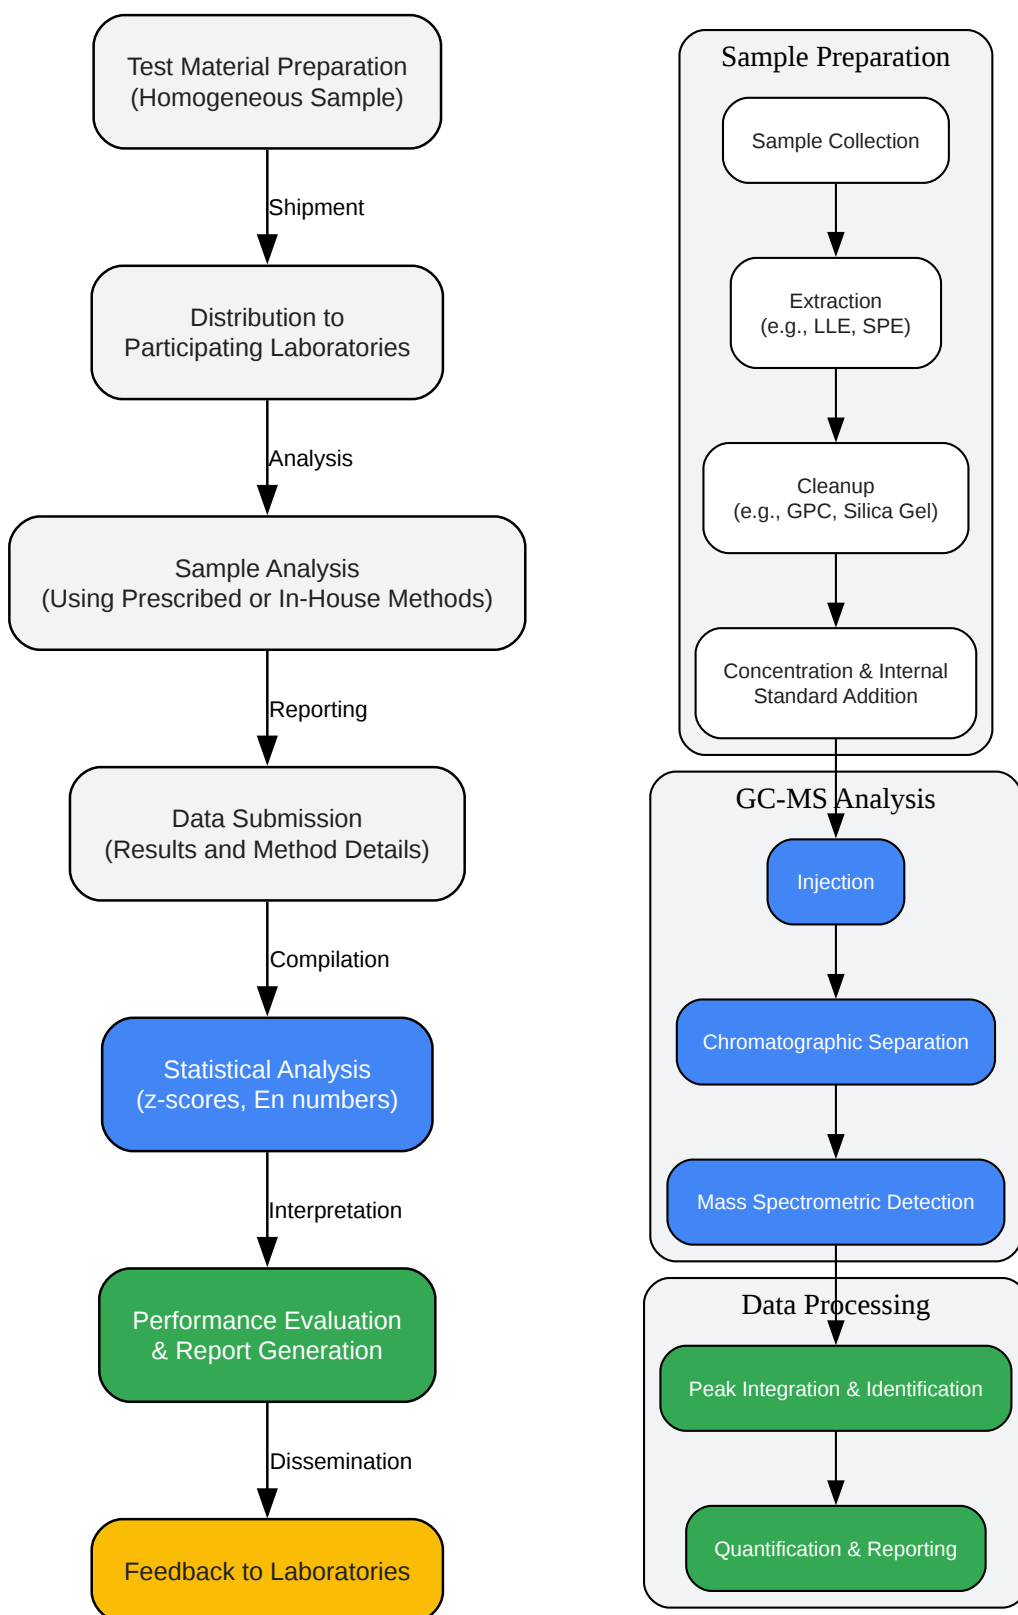 Test Material Preparation
(Homogeneous Sample)
Shipment
Distribution to
Participating Laboratories
Analysis
Sample Analysis
(Using Prescribed or In-House Methods)
Reporting
Data Submission
(Results and Method Details)
Compilation
Statistical Analysis
(z-scores, En numbers)
Interpretation
Performance Evaluation
& Report Generation
Dissemination
Feedback to Laboratories
Sample Preparation
Sample Collection
Extraction
(e.g., LLE, SPE)
Cleanup
(e.g., GPC, Silica Gel)
Concentration & Internal
Standard Addition
GC-MS Analysis
Injection
Chromatographic Separation
Mass Spectrometric Detection
Data Processing
Peak Integration & Identification
Quantification & Reporting